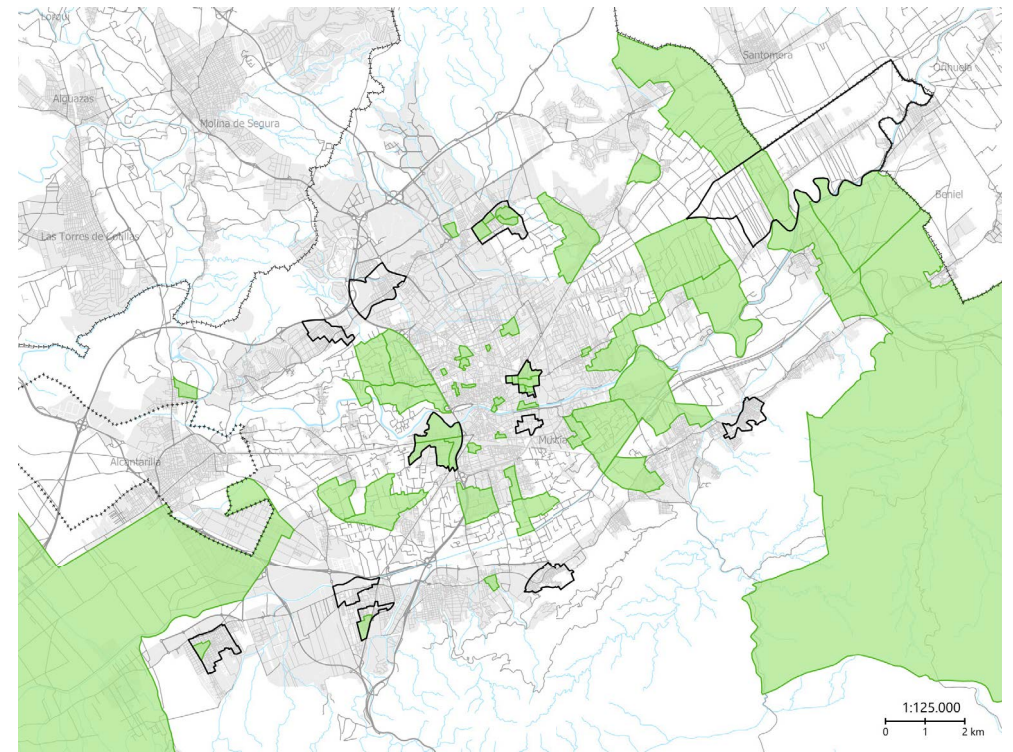 Lorquí
Santomera
Orihuela
Alguazas
Molina de Segura
Beniel
Las Torres de Cotillas
Murcia
Alcantarilla
1:125.000
0 1 2 km